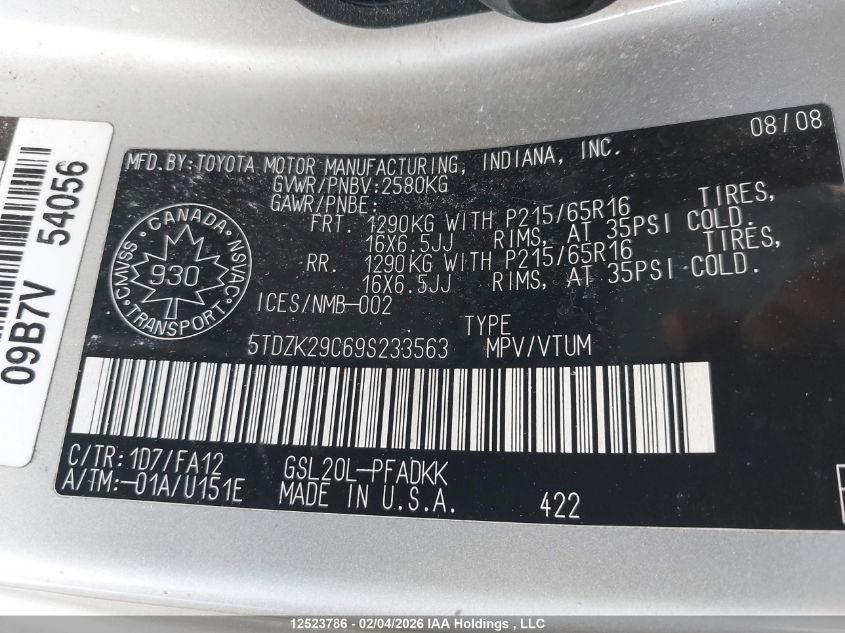 08/08
MFD.BY:TOYOTA MOTOR MANUFACTURING, INDIANA, INC.
GVWR/PNBV:2580KG
GAWR/PNBE:
FRT. 1290KG WITH P215/65R16 TIRES,
16X6.5JJ RIMS, AT 35PSI COLD.
RR. 1290KG WITH P215/65R16 TIRES,
16X6.5JJ RIMS, AT 35PSI COLD.
ICES/NMB-002
CANADA
CMVSS NSVAC
930
TRANSPORT
TYPE
5TDZK29C69S233563 MPV/VTUM
C/TR:1D7/FA12 GSL20L-PFADKK
A/TM:-01A/U151E MADE IN U.S.A. 422
09B7V 54056
12523786 - 02/04/2026 IAA Holdings , LLC